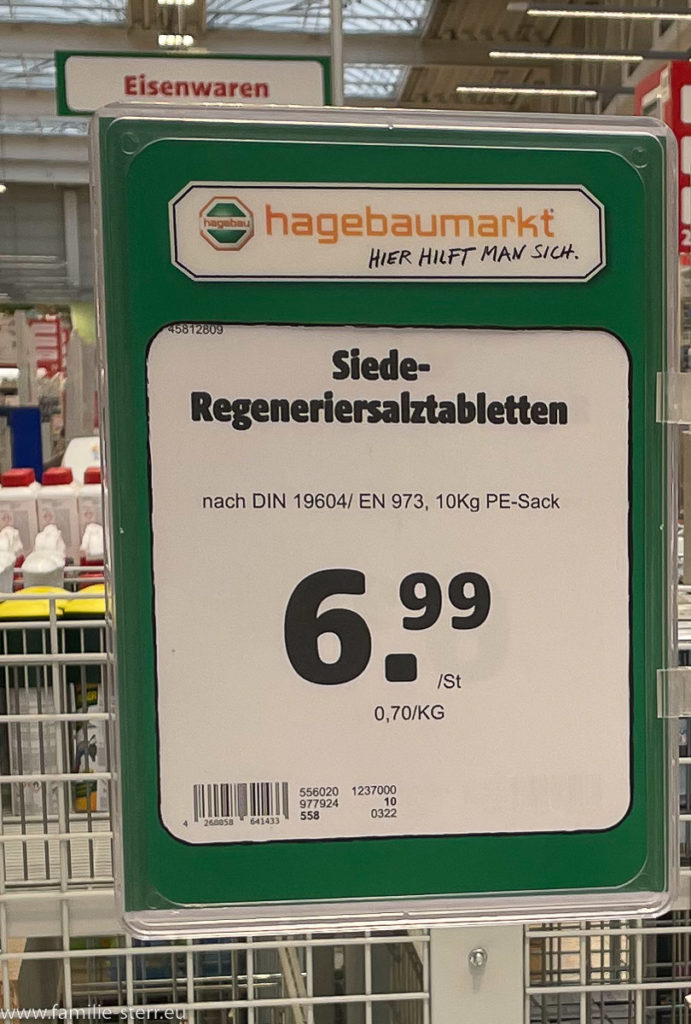 Eisenwaren
hagebau
hagebaumarkt
HIER HILFT MAN SICH.
45812809
Siede-
Regeneriersalztabletten
nach DIN 19604/ EN 973, 10Kg PE-Sack
6.99
/St
0,70/KG
556020 1237000
977924 10
558 0322
4 260058 641433
www.familie-sterr.eu